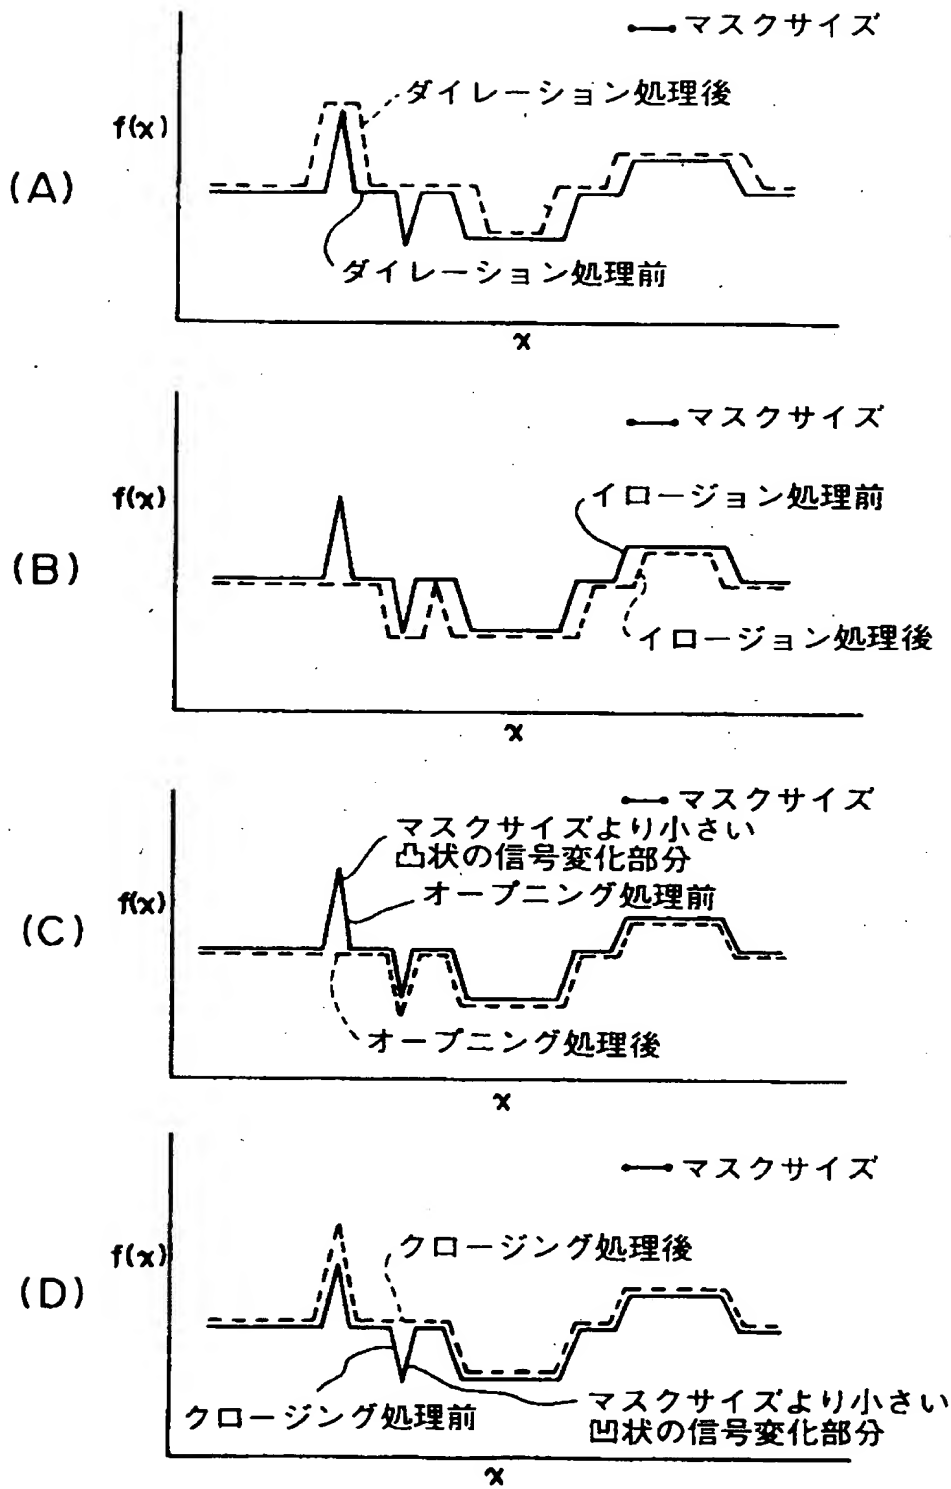 マスクサイズ
ダイレーション処理後
f(x)
(A)
ダイレーション処理前
x
マスクサイズ
f(x)
イロージョン処理前
(B)
イロージョン処理後
x
マスクサイズ
マスクサイズより小さい
凸状の信号変化部分
オープニング処理前
f(x)
(C)
オープニング処理後
x
マスクサイズ
クロージング処理後
f(x)
(D)
クロージング処理前
マスクサイズより小さい
凹状の信号変化部分
x